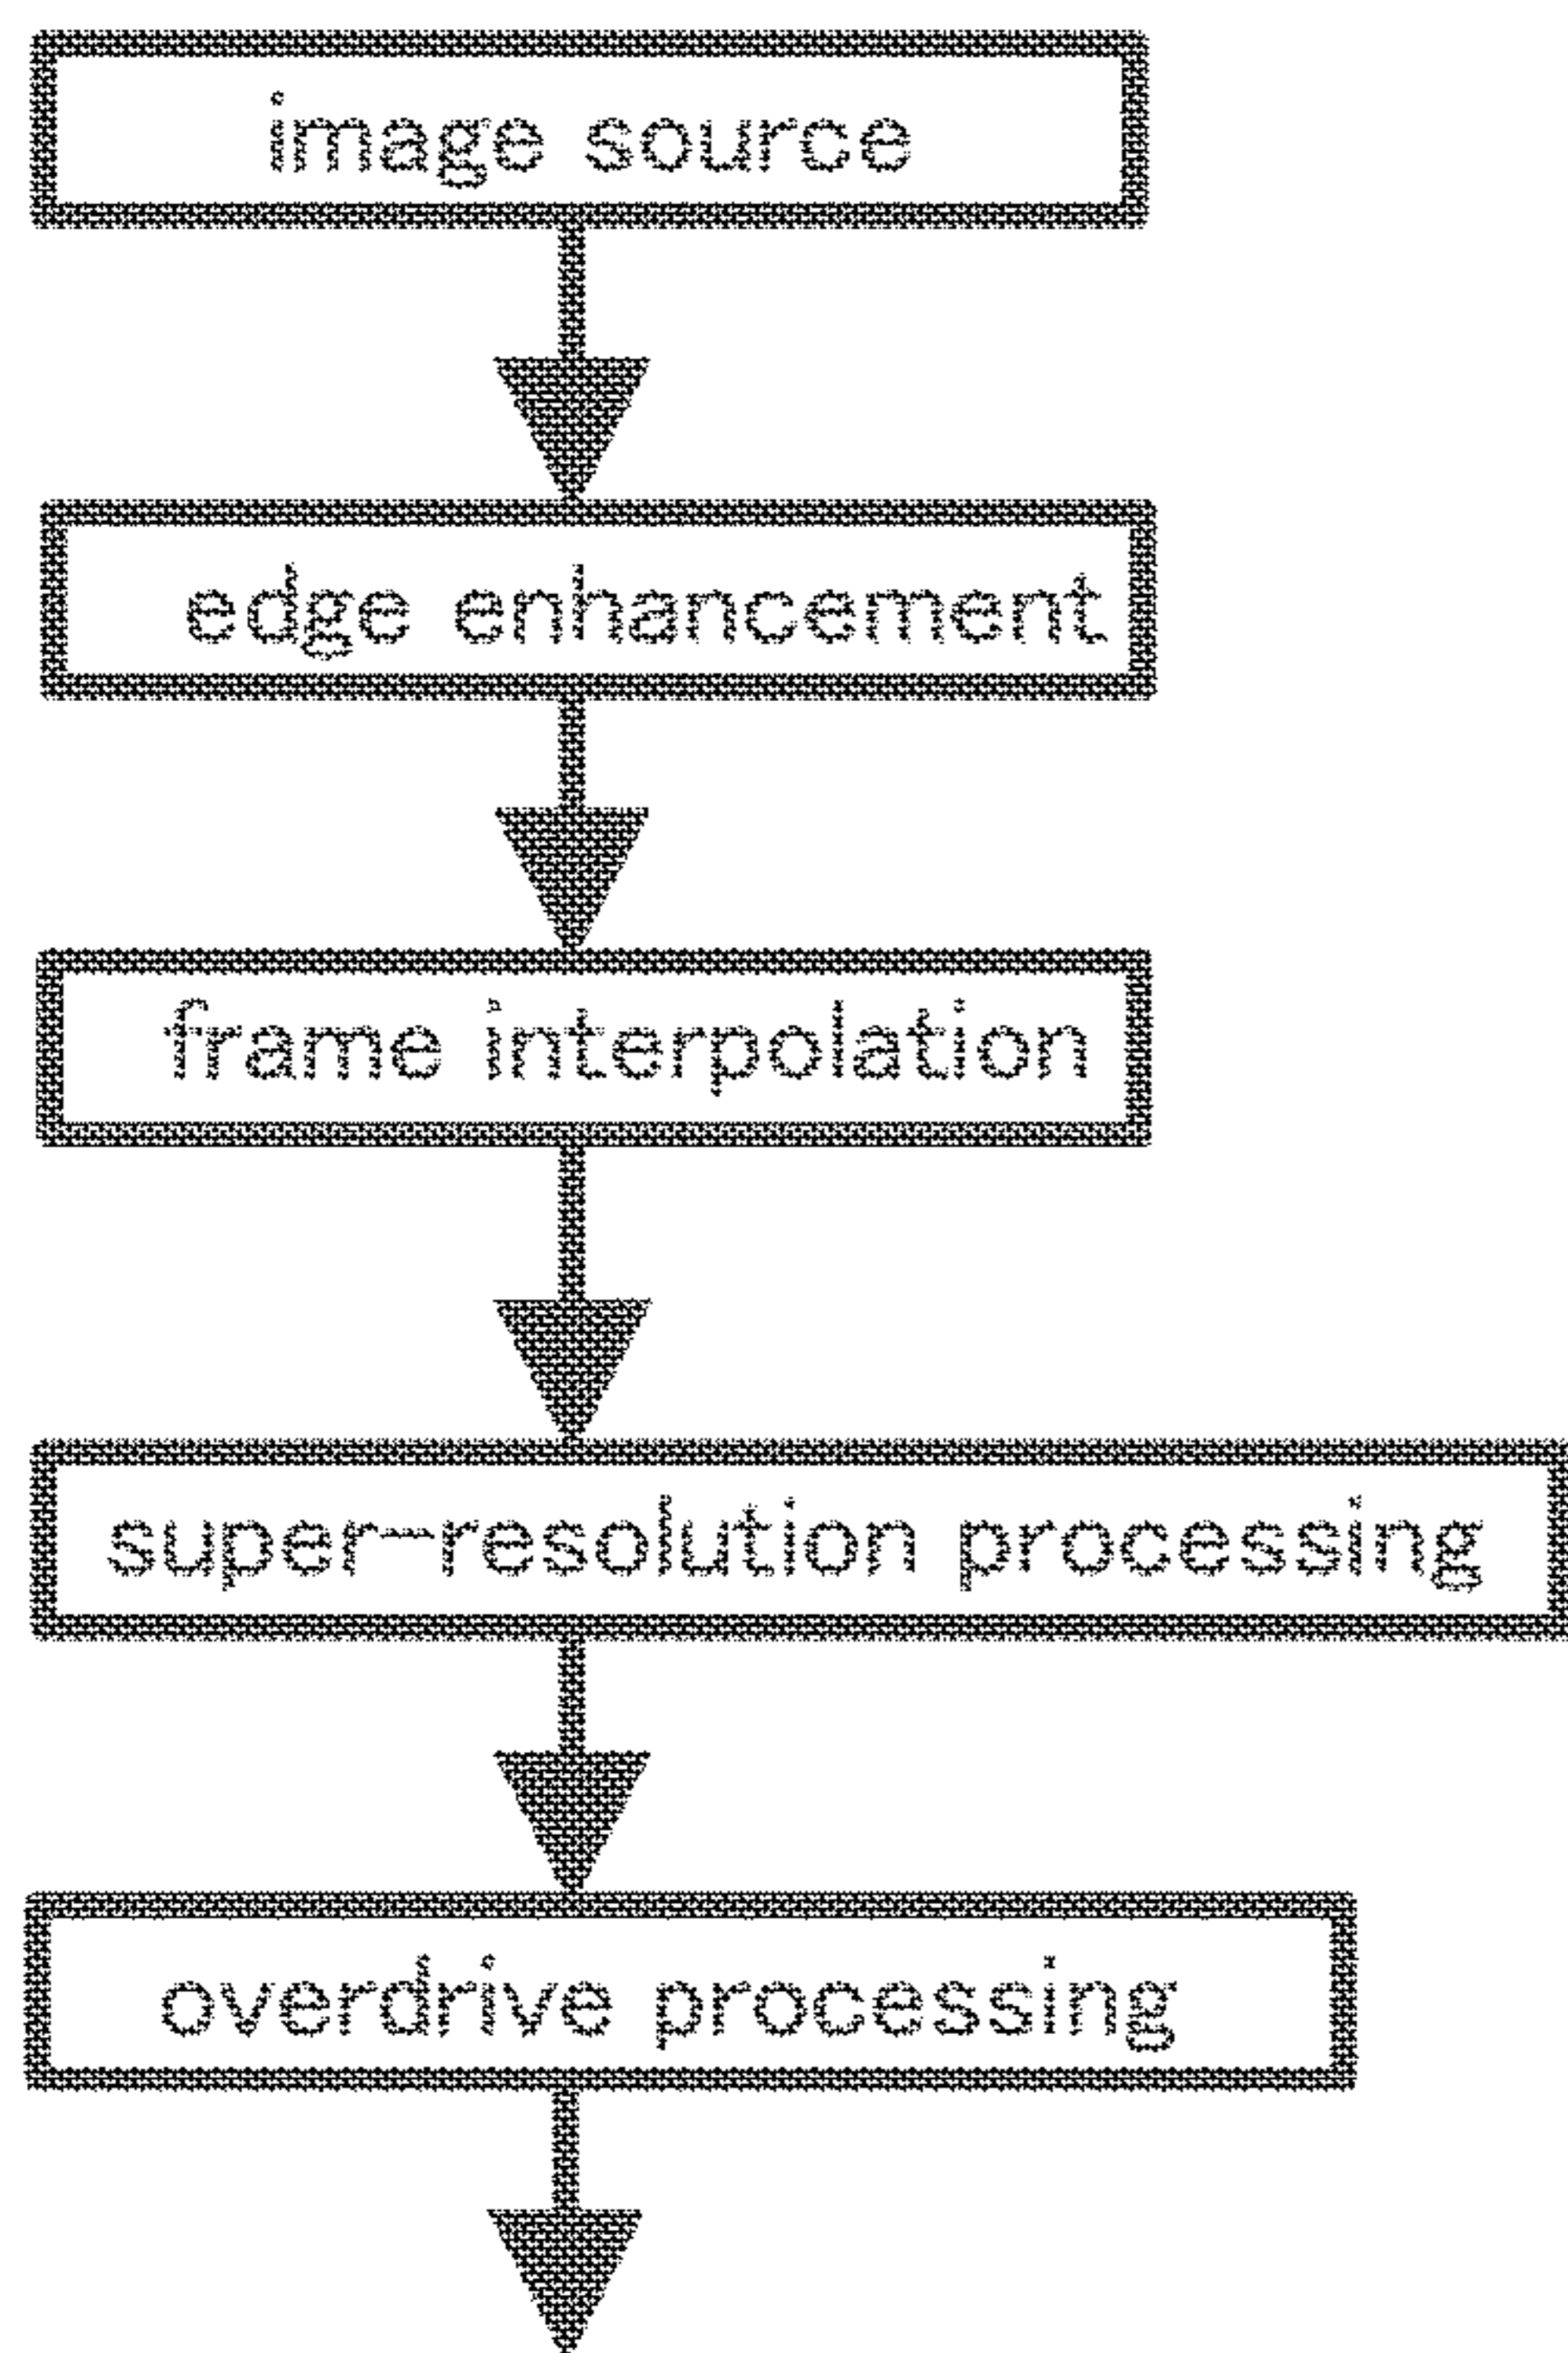 image source
edge enhancement
frame interpolation
super-resolution processing
overdrive processing